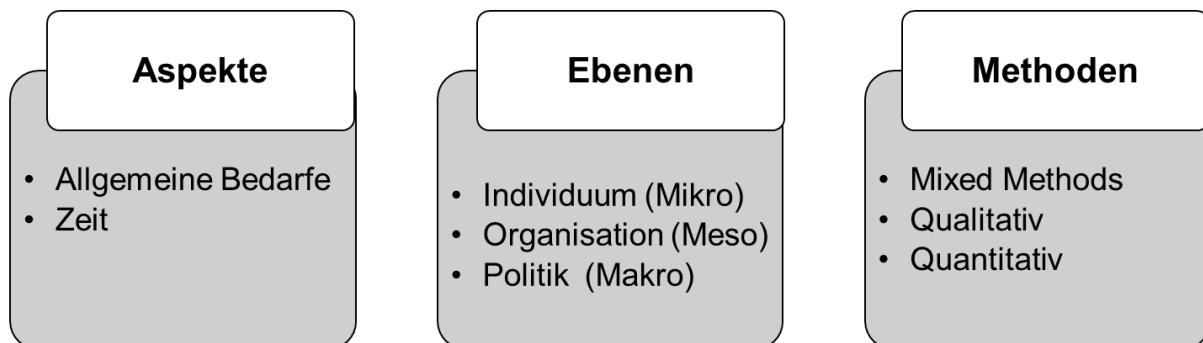 Aspekte
• Allgemeine Bedarfe
• Zeit
Ebenen
• Individuum (Mikro)
• Organisation (Meso)
• Politik (Makro)
Methoden
• Mixed Methods
• Qualitativ
• Quantitativ